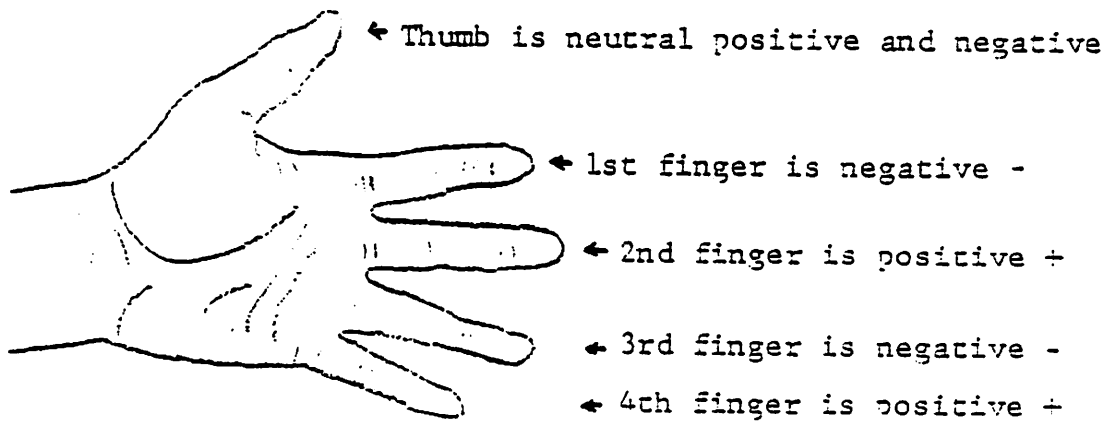 ← Thumb is neutral positive and negative
← 1st finger is negative -
← 2nd finger is positive +
← 3rd finger is negative -
← 4th finger is positive +